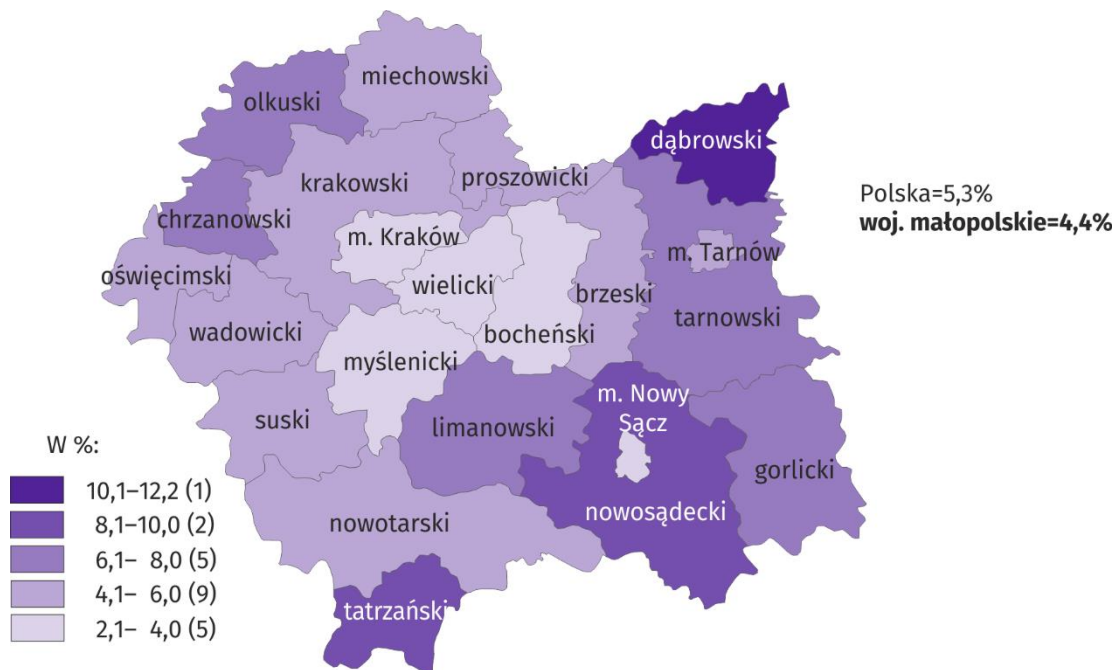 miechowski
olkuski
dąbrowski
krakowski
proszowicki
chrzanowski
Polska=5,3%
woj. małopolskie=4,4%
m. Kraków
m. Tarnów
oświęcimski
wielicki
brzeski
tarnowski
wadowicki
bocheński
myślenicki
m. Nowy
Sącz
suski
limanowski
gorlicki
nowosądecki
nowotarski
tatrzański
W %:
10,1–12,2 (1)
8,1–10,0 (2)
6,1– 8,0 (5)
4,1– 6,0 (9)
2,1– 4,0 (5)